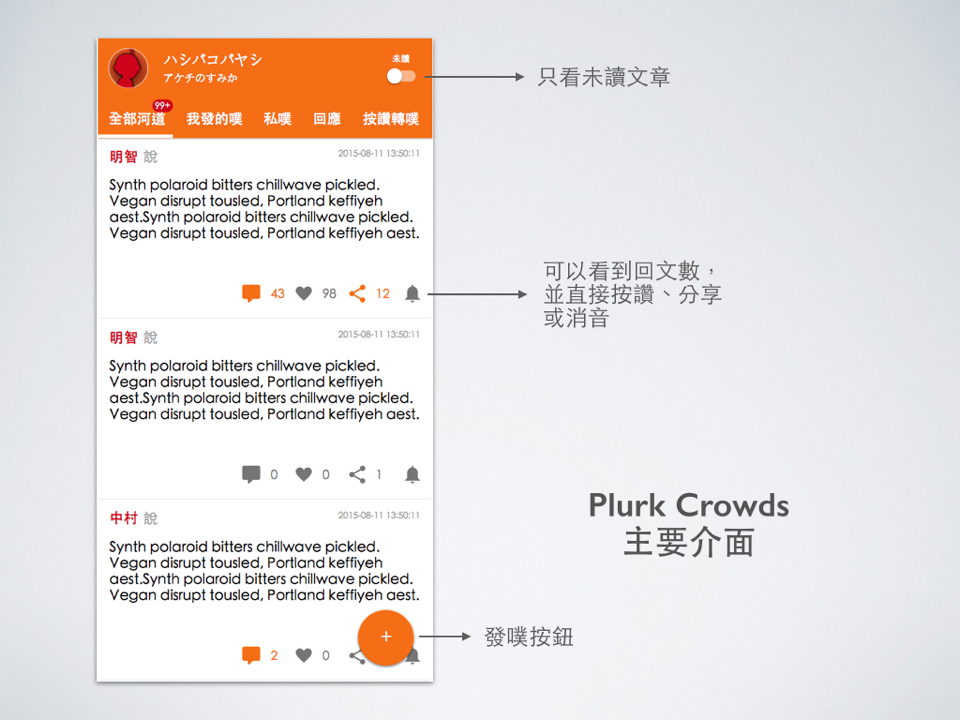 ハシバコバヤシ
アケチのすみか
未讀
只看未讀文章
99+
全部河道 我發的噗 私噗 回應 按讚轉噗
明智 說
2015-08-11 13:50:11
Synth polaroid bitters chillwave pickled.
Vegan disrupt tousled, Portland keffiyeh
aest.Synth polaroid bitters chillwave pickled.
Vegan disrupt tousled, Portland keffiyeh aest.
43 98 12
可以看到回文數，
並直接按讚、分享
或消音
明智 說
2015-08-11 13:50:11
Synth polaroid bitters chillwave pickled.
Vegan disrupt tousled, Portland keffiyeh
aest.Synth polaroid bitters chillwave pickled.
Vegan disrupt tousled, Portland keffiyeh aest.
0 0 1
中村 說
2015-08-11 13:50:11
Synth polaroid bitters chillwave pickled.
Vegan disrupt tousled, Portland keffiyeh
aest.Synth polaroid bitters chillwave pickled.
Vegan disrupt tousled, Portland keffiyeh aest.
2 0
+
發噗按鈕
Plurk Crowds
主要介面